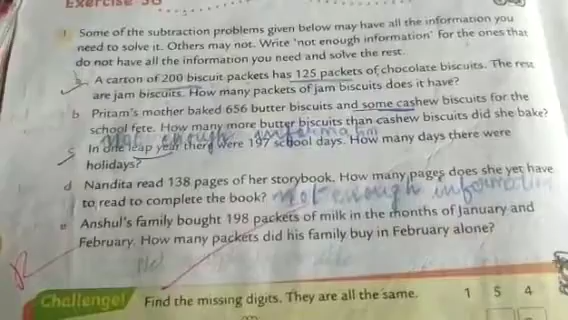 Exercise 3G
1 Some of the subtraction problems given below may have all the information you
need to solve it. Others may not. Write 'not enough information' for the ones that
do not have all the information you need and solve the rest.
a A carton of 200 biscuit packets has 125 packets of chocolate biscuits. The rest
are jam biscuits. How many packets of jam biscuits does it have?
b Pritam's mother baked 656 butter biscuits and some cashew biscuits for the
school fete. How many more butter biscuits than cashew biscuits did she bake?
not enough information
c In one leap year there were 197 school days. How many days there were
holidays?
d Nandita read 138 pages of her storybook. How many pages does she yet have
to read to complete the book? not enough information
e Anshul's family bought 198 packets of milk in the months of January and
February. How many packets did his family buy in February alone?
Not
Challenge! Find the missing digits. They are all the same. 1 5 4